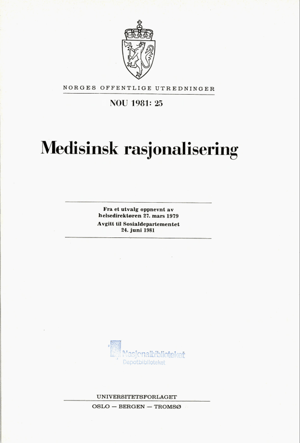 NORGES OFFENTLIGE UTREDNINGER
NOU 1981: 25
Medisinsk rasjonalisering
Fra et utvalg oppnevnt av
helsedirektøren 27. mars 1979
Avgitt til Sosialdepartementet
24. juni 1981
Nasjonalbiblioteket
UNIVERSITETSFORLAGET
OSLO — BERGEN — TROMSØ